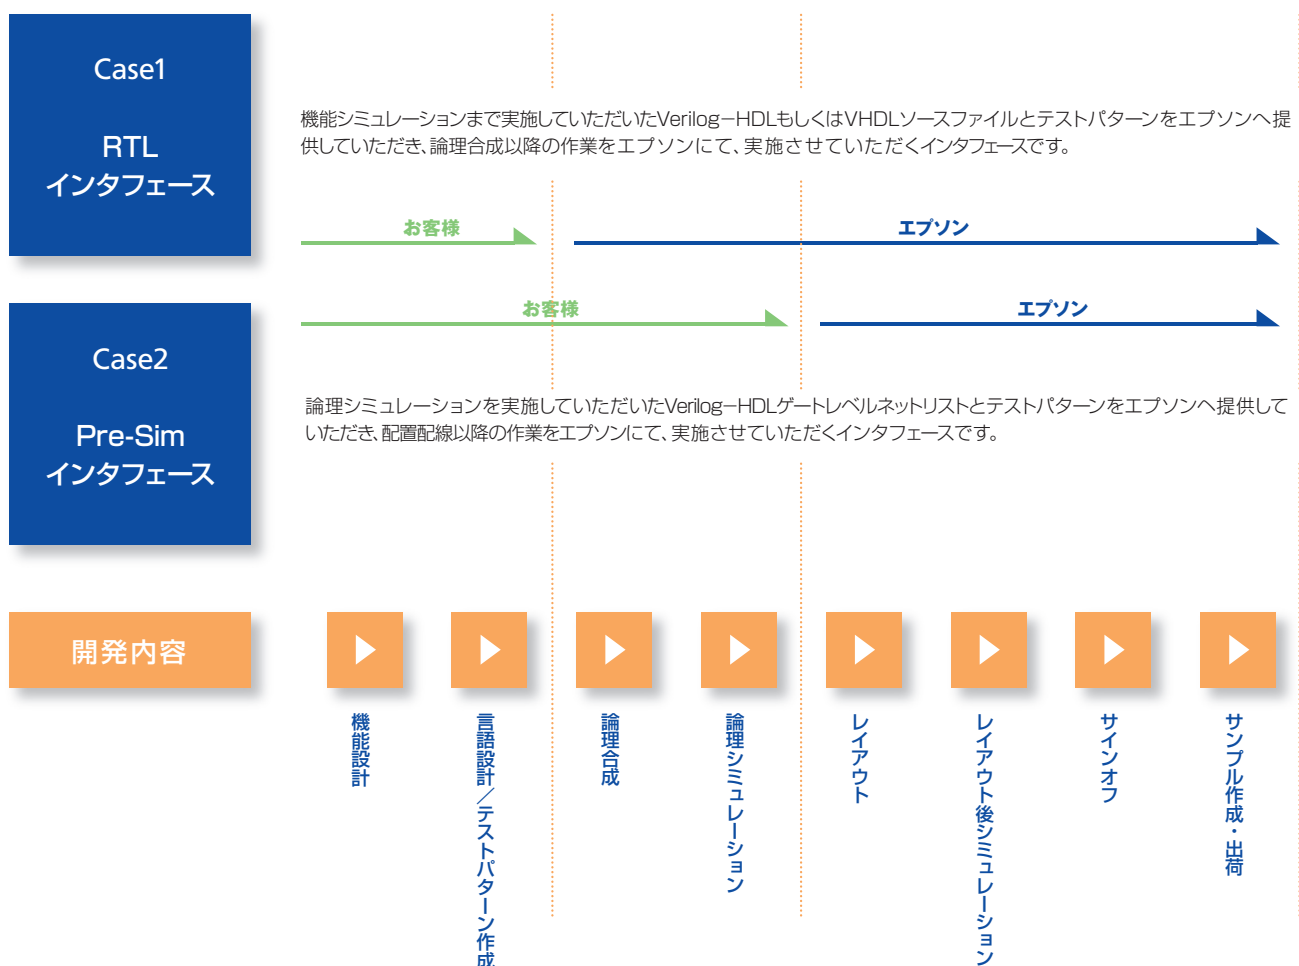 Case1
RTL
インタフェース
機能シミュレーションまで実施していただいたVerilog−HDLもしくはVHDLソースファイルとテストパターンをエプソンへ提
供していただき、論理合成以降の作業をエプソンにて、実施させていただくインタフェースです。
お客様
エプソン
お客様
エプソン
Case2
Pre-Sim
インタフェース
論理シミュレーションを実施していただいたVerilog−HDLゲートレベルネットリストとテストパターンをエプソンへ提供して
いただき、配置配線以降の作業をエプソンにて、実施させていただくインタフェースです。
開発内容
機能設計
言語設計／テストパターン作成
論理合成
論理シミュレーション
レイアウト
レイアウト後シミュレーション
サインオフ
サンプル作成・出荷